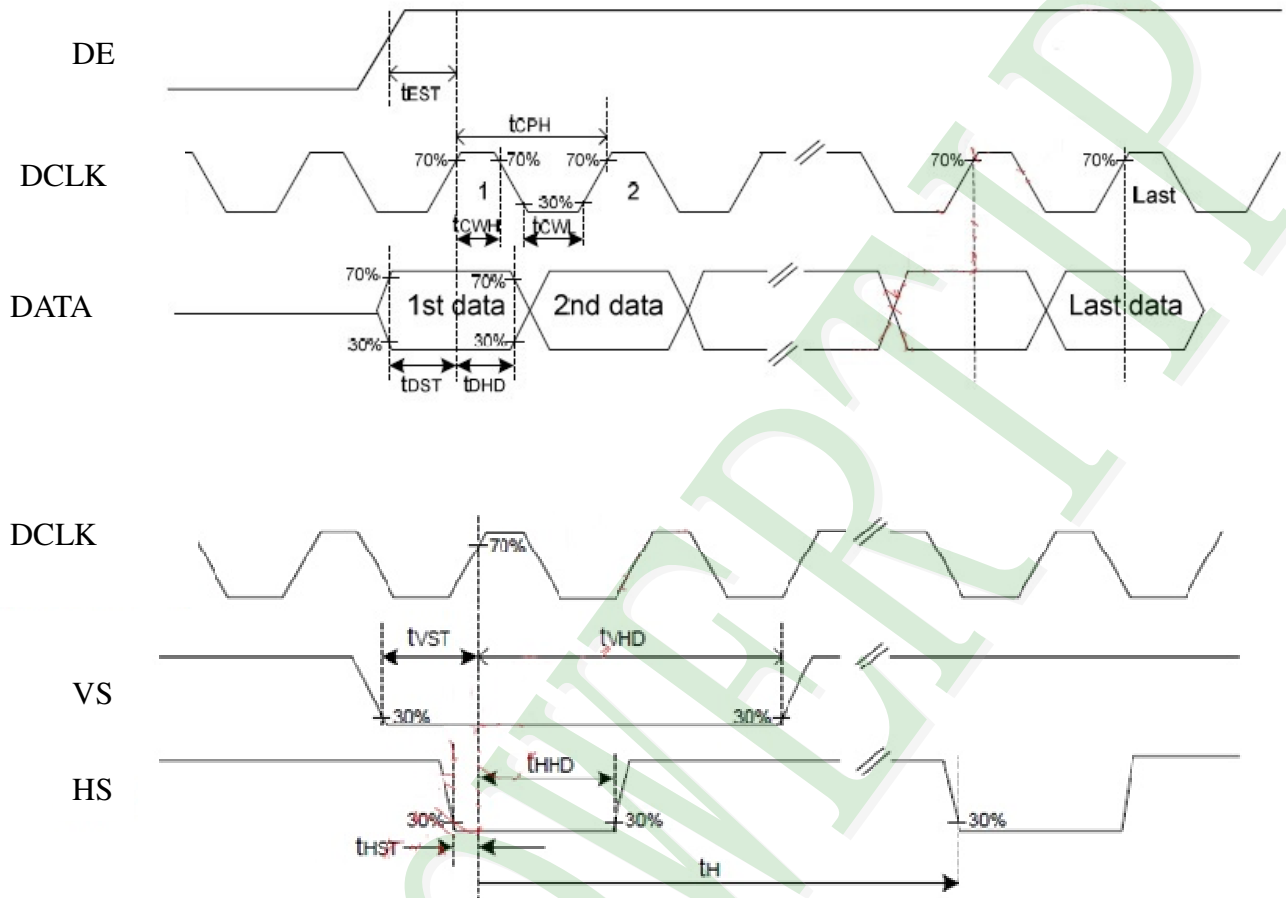 DE
tEST
tCPH
DCLK
70% 70% 70% 70% 70%
1 2 Last
30%
tCWH tCWL
DATA
70% 70%
1st data 2nd data Last data
30% 30%
tDST tDHD
DCLK
70%
tVST tVHD
VS
30% 30%
HS
tHHD
30% 30% 30%
tHST
tH